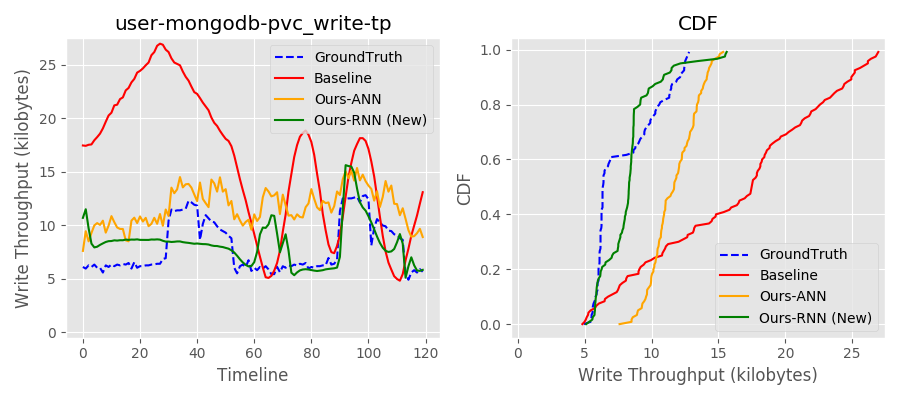 user-mongodb-pvc_write-tp
Write Throughput (kilobytes)
25
20
15
10
5
0
GroundTruth
Baseline
Ours-ANN
Ours-RNN (New)
0 20 40 60 80 100 120
Timeline
CDF
CDF
1.0
0.8
0.6
0.4
0.2
0.0
GroundTruth
Baseline
Ours-ANN
Ours-RNN (New)
0 5 10 15 20 25
Write Throughput (kilobytes)